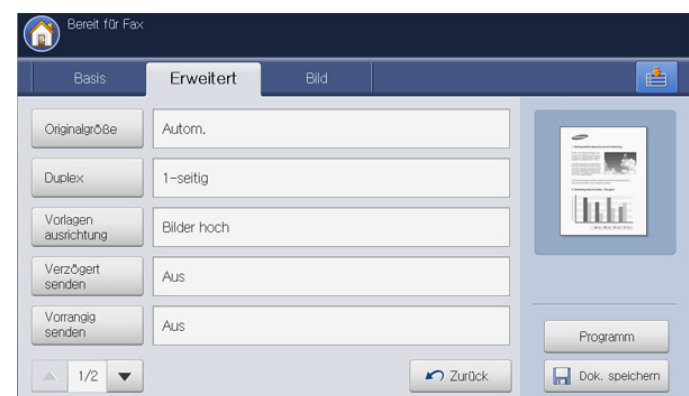 Bereit für Fax
Basis
Erweitert
Bild
Originalgröße
Autom.
Duplex
1-seitig
Vorlagen
ausrichtung
Bilder hoch
Verzögert
senden
Aus
Vorrangig
senden
Aus
Programm
1/2
Zurück
Dok. speichern